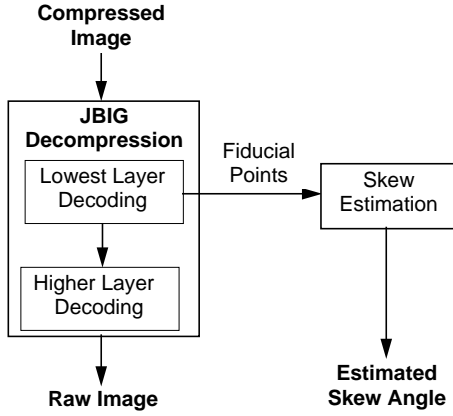 Compressed
Image
JBIG
Decompression
Lowest Layer
Decoding
Fiducial
Points
Skew
Estimation
Higher Layer
Decoding
Raw Image
Estimated
Skew Angle